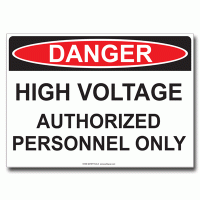 DANGER
HIGH VOLTAGE
AUTHORIZED
PERSONNEL ONLY